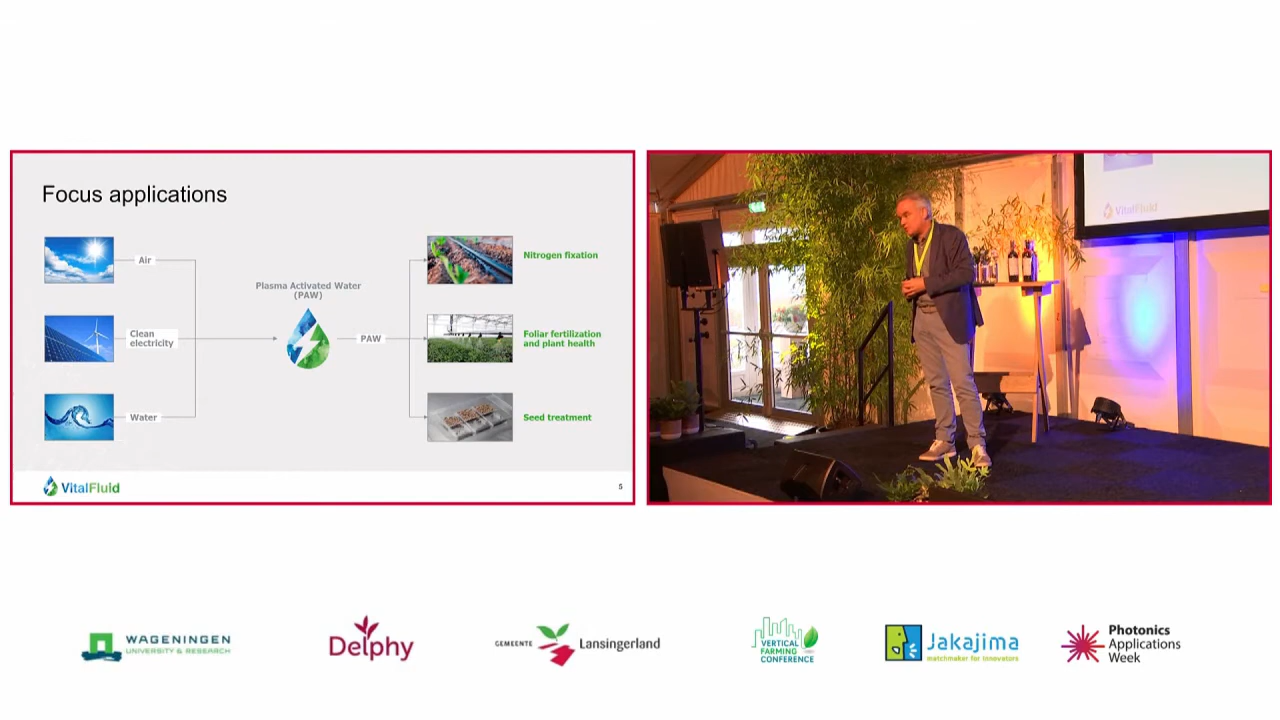 Focus applications
Air
Clean
electricity
Water
Plasma Activated Water
(PAW)
PAW
Nitrogen fixation
Foliar fertilization
and plant health
Seed treatment
VitalFluid
5
VitalFluid
WAGENINGEN
UNIVERSITY & RESEARCH
Delphy
GEMEENTE Lansingerland
VERTICAL
FARMING
CONFERENCE
Jakajima
matchmaker for innovators
Photonics
Applications
Week